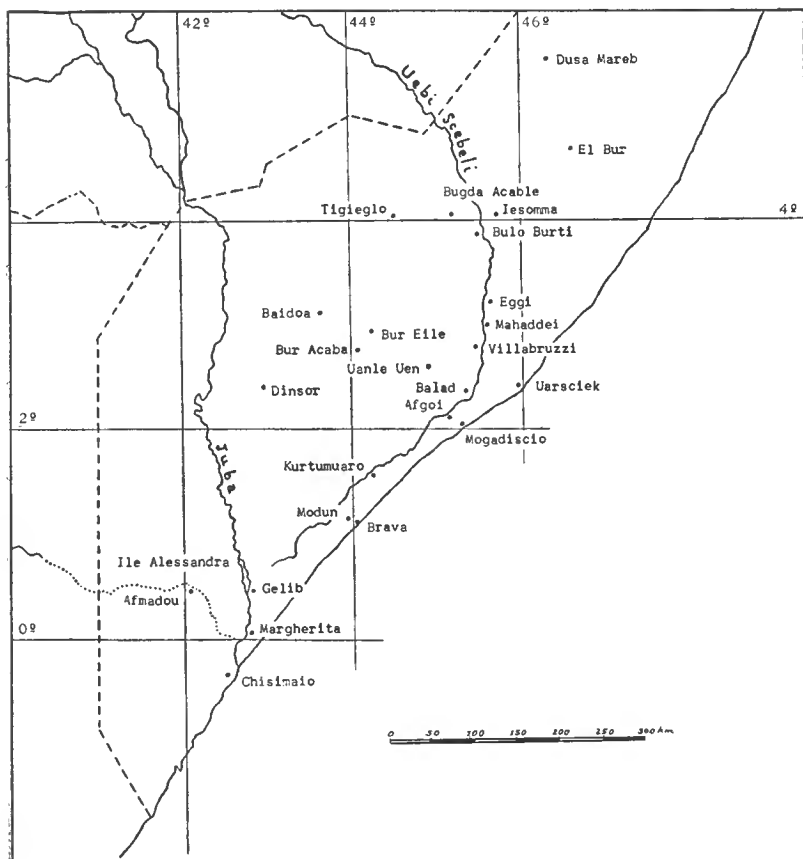 42º 44º 46º
Dusa Mareb
Uebi Scebeli
El Bur
Bugda Acable
Tigieglo Iesomma 4º
Bulo Burti
Eggi
Baidoa
Mahaddei
Bur Eile
Bur Acaba Villabruzzi
Uanle Uen
Dinsor Balad Uarsciek
Afgoi
2º
Mogadiscio
Juba
Kurtumuaro
Modun
Brava
Ile Alessandra
Afmadou Gelib
0º Margherita
Chisimaio
0 50 100 150 200 250 300 km